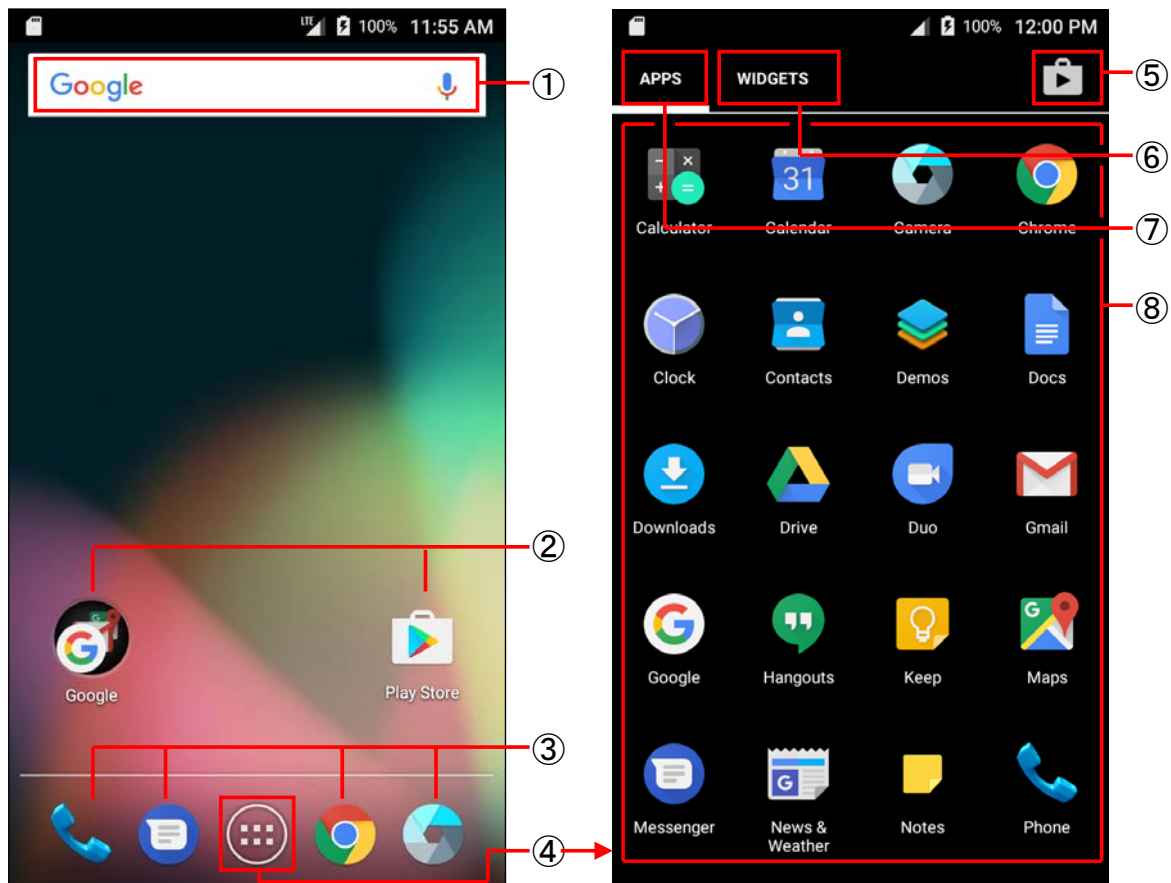 LTE 100% 11:55 AM
Google
①
②
Google
Play Store
③
④
100% 12:00 PM
APPS WIDGETS
⑤
⑥
31
Calculator Calendar Camera Chrome
⑦
⑧
Clock Contacts Demos Docs
Downloads Drive Duo Gmail
G G
Google Hangouts Keep Maps
G
Messenger News & Notes Phone
Weather